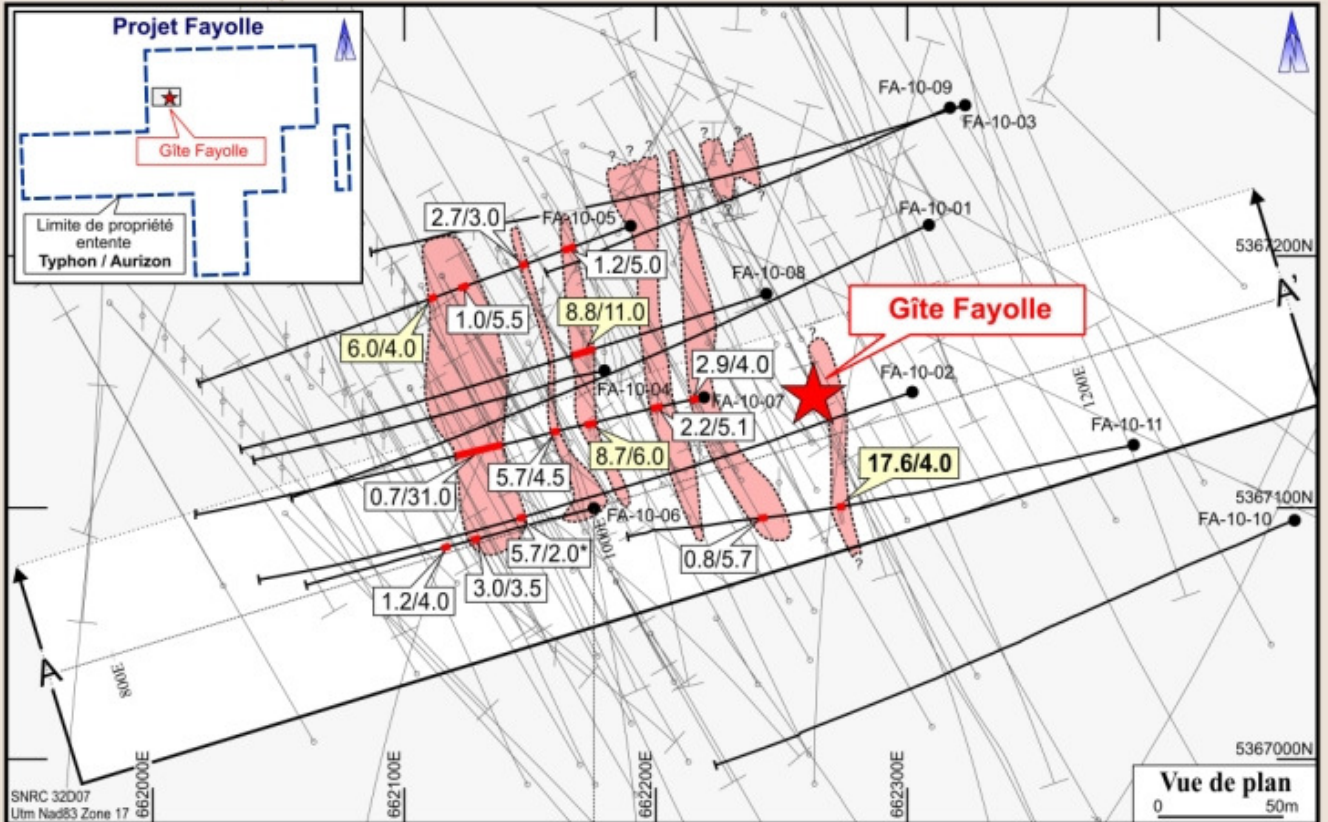 Projet Fayolle
Gîte Fayolle
Limite de propriété
entente
Typhon / Aurizon
FA-10-09
FA-10-03
FA-10-05
FA-10-01
FA-10-08
2.7/3.0
1.2/5.0
5367200N
1.0/5.5
8.8/11.0
6.0/4.0
Gîte Fayolle
A'
2.9/4.0
FA-10-04
FA-10-07
FA-10-02
1200E
2.2/5.1
FA-10-11
8.7/6.0
5.7/4.5
17.6/4.0
0.7/31.0
5367100N
FA-10-06
FA-10-10
1000E
5.7/2.0*
0.8/5.7
3.0/3.5
1.2/4.0
A
800E
5367000N
662000E
662100E
662200E
662300E
SNRC 32D07
Utm Nad83 Zone 17
Vue de plan
0 50m
? ? ?
? ?
?
?
?
?